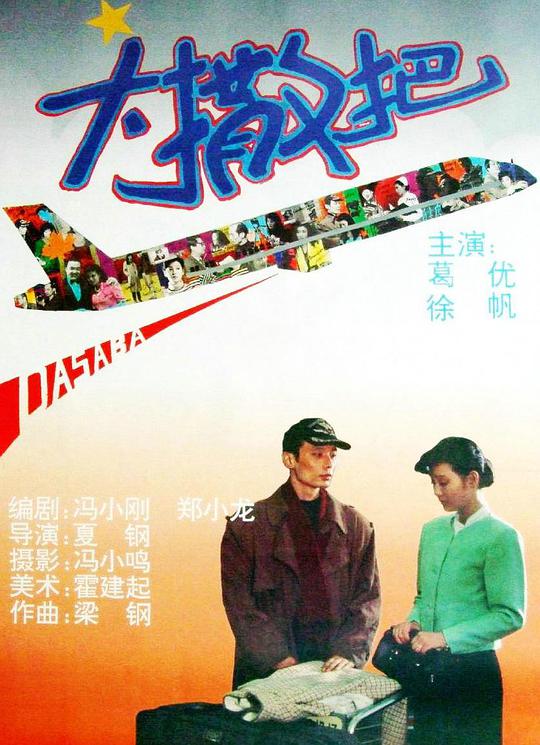 大撒把
主演:
葛 优
徐 帆
DASABA
编剧:冯小刚 郑小龙
导演:夏 钢
摄影:冯小鸣
美术:霍建起
作曲:梁 钢